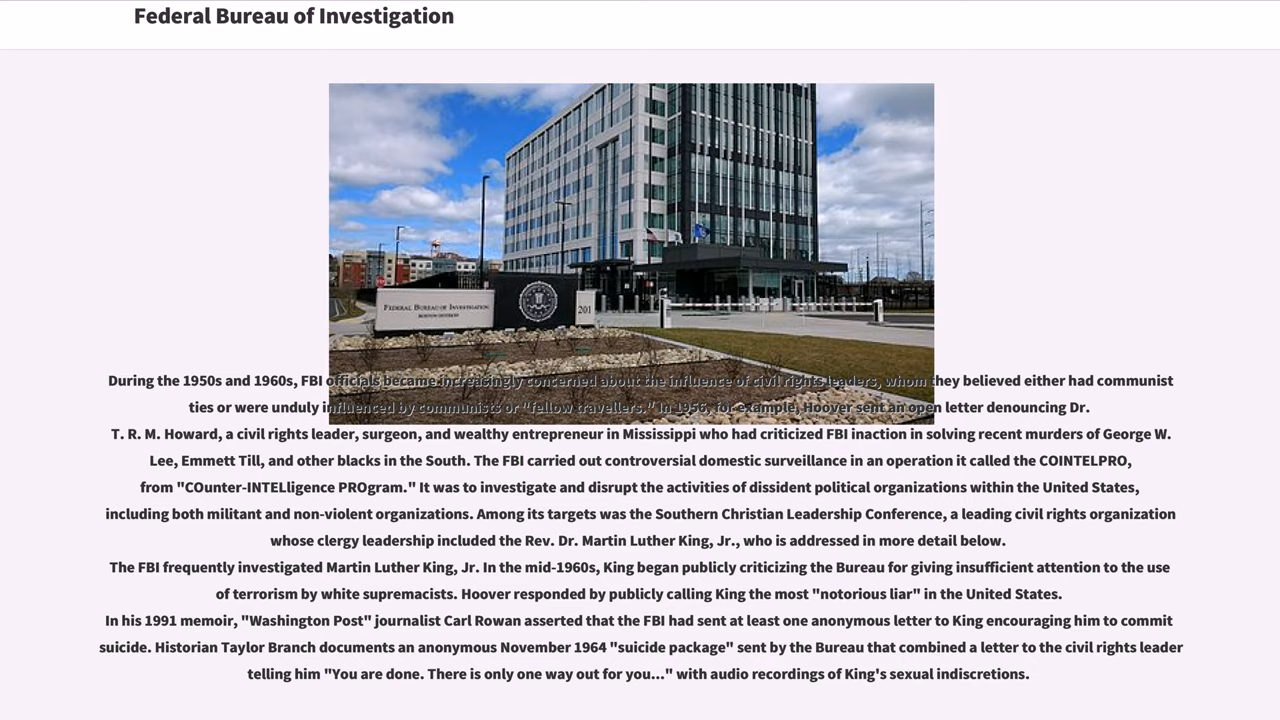 Federal Bureau of Investigation
FEDERAL BUREAU OF INVESTIGATION
BOSTON DIVISION
201
During the 1950s and 1960s, FBI officials became increasingly concerned about the influence of civil rights leaders, whom they believed either had communist
ties or were unduly influenced by communists or "fellow travellers." In 1956, for example, Hoover sent an open letter denouncing Dr.
T. R. M. Howard, a civil rights leader, surgeon, and wealthy entrepreneur in Mississippi who had criticized FBI inaction in solving recent murders of George W.
Lee, Emmett Till, and other blacks in the South. The FBI carried out controversial domestic surveillance in an operation it called the COINTELPRO,
from "COunter-INTELligence PROgram." It was to investigate and disrupt the activities of dissident political organizations within the United States,
including both militant and non-violent organizations. Among its targets was the Southern Christian Leadership Conference, a leading civil rights organization
whose clergy leadership included the Rev. Dr. Martin Luther King, Jr., who is addressed in more detail below.
The FBI frequently investigated Martin Luther King, Jr. In the mid-1960s, King began publicly criticizing the Bureau for giving insufficient attention to the use
of terrorism by white supremacists. Hoover responded by publicly calling King the most "notorious liar" in the United States.
In his 1991 memoir, "Washington Post" journalist Carl Rowan asserted that the FBI had sent at least one anonymous letter to King encouraging him to commit
suicide. Historian Taylor Branch documents an anonymous November 1964 "suicide package" sent by the Bureau that combined a letter to the civil rights leader
telling him "You are done. There is only one way out for you..." with audio recordings of King's sexual indiscretions.